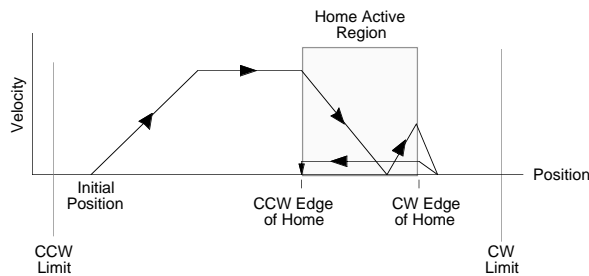 Home Active
Region
Velocity
Position
Initial
Position
CCW Edge
of Home
CW Edge
of Home
CCW
Limit
CW
Limit